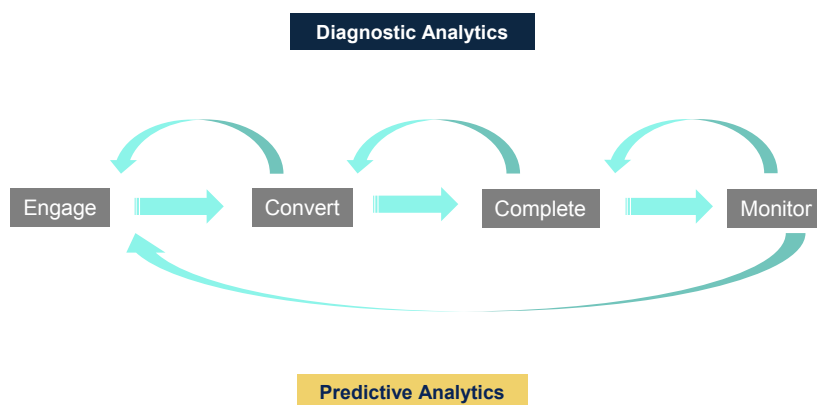 Diagnostic Analytics
Engage
Convert
Complete
Monitor
Predictive Analytics